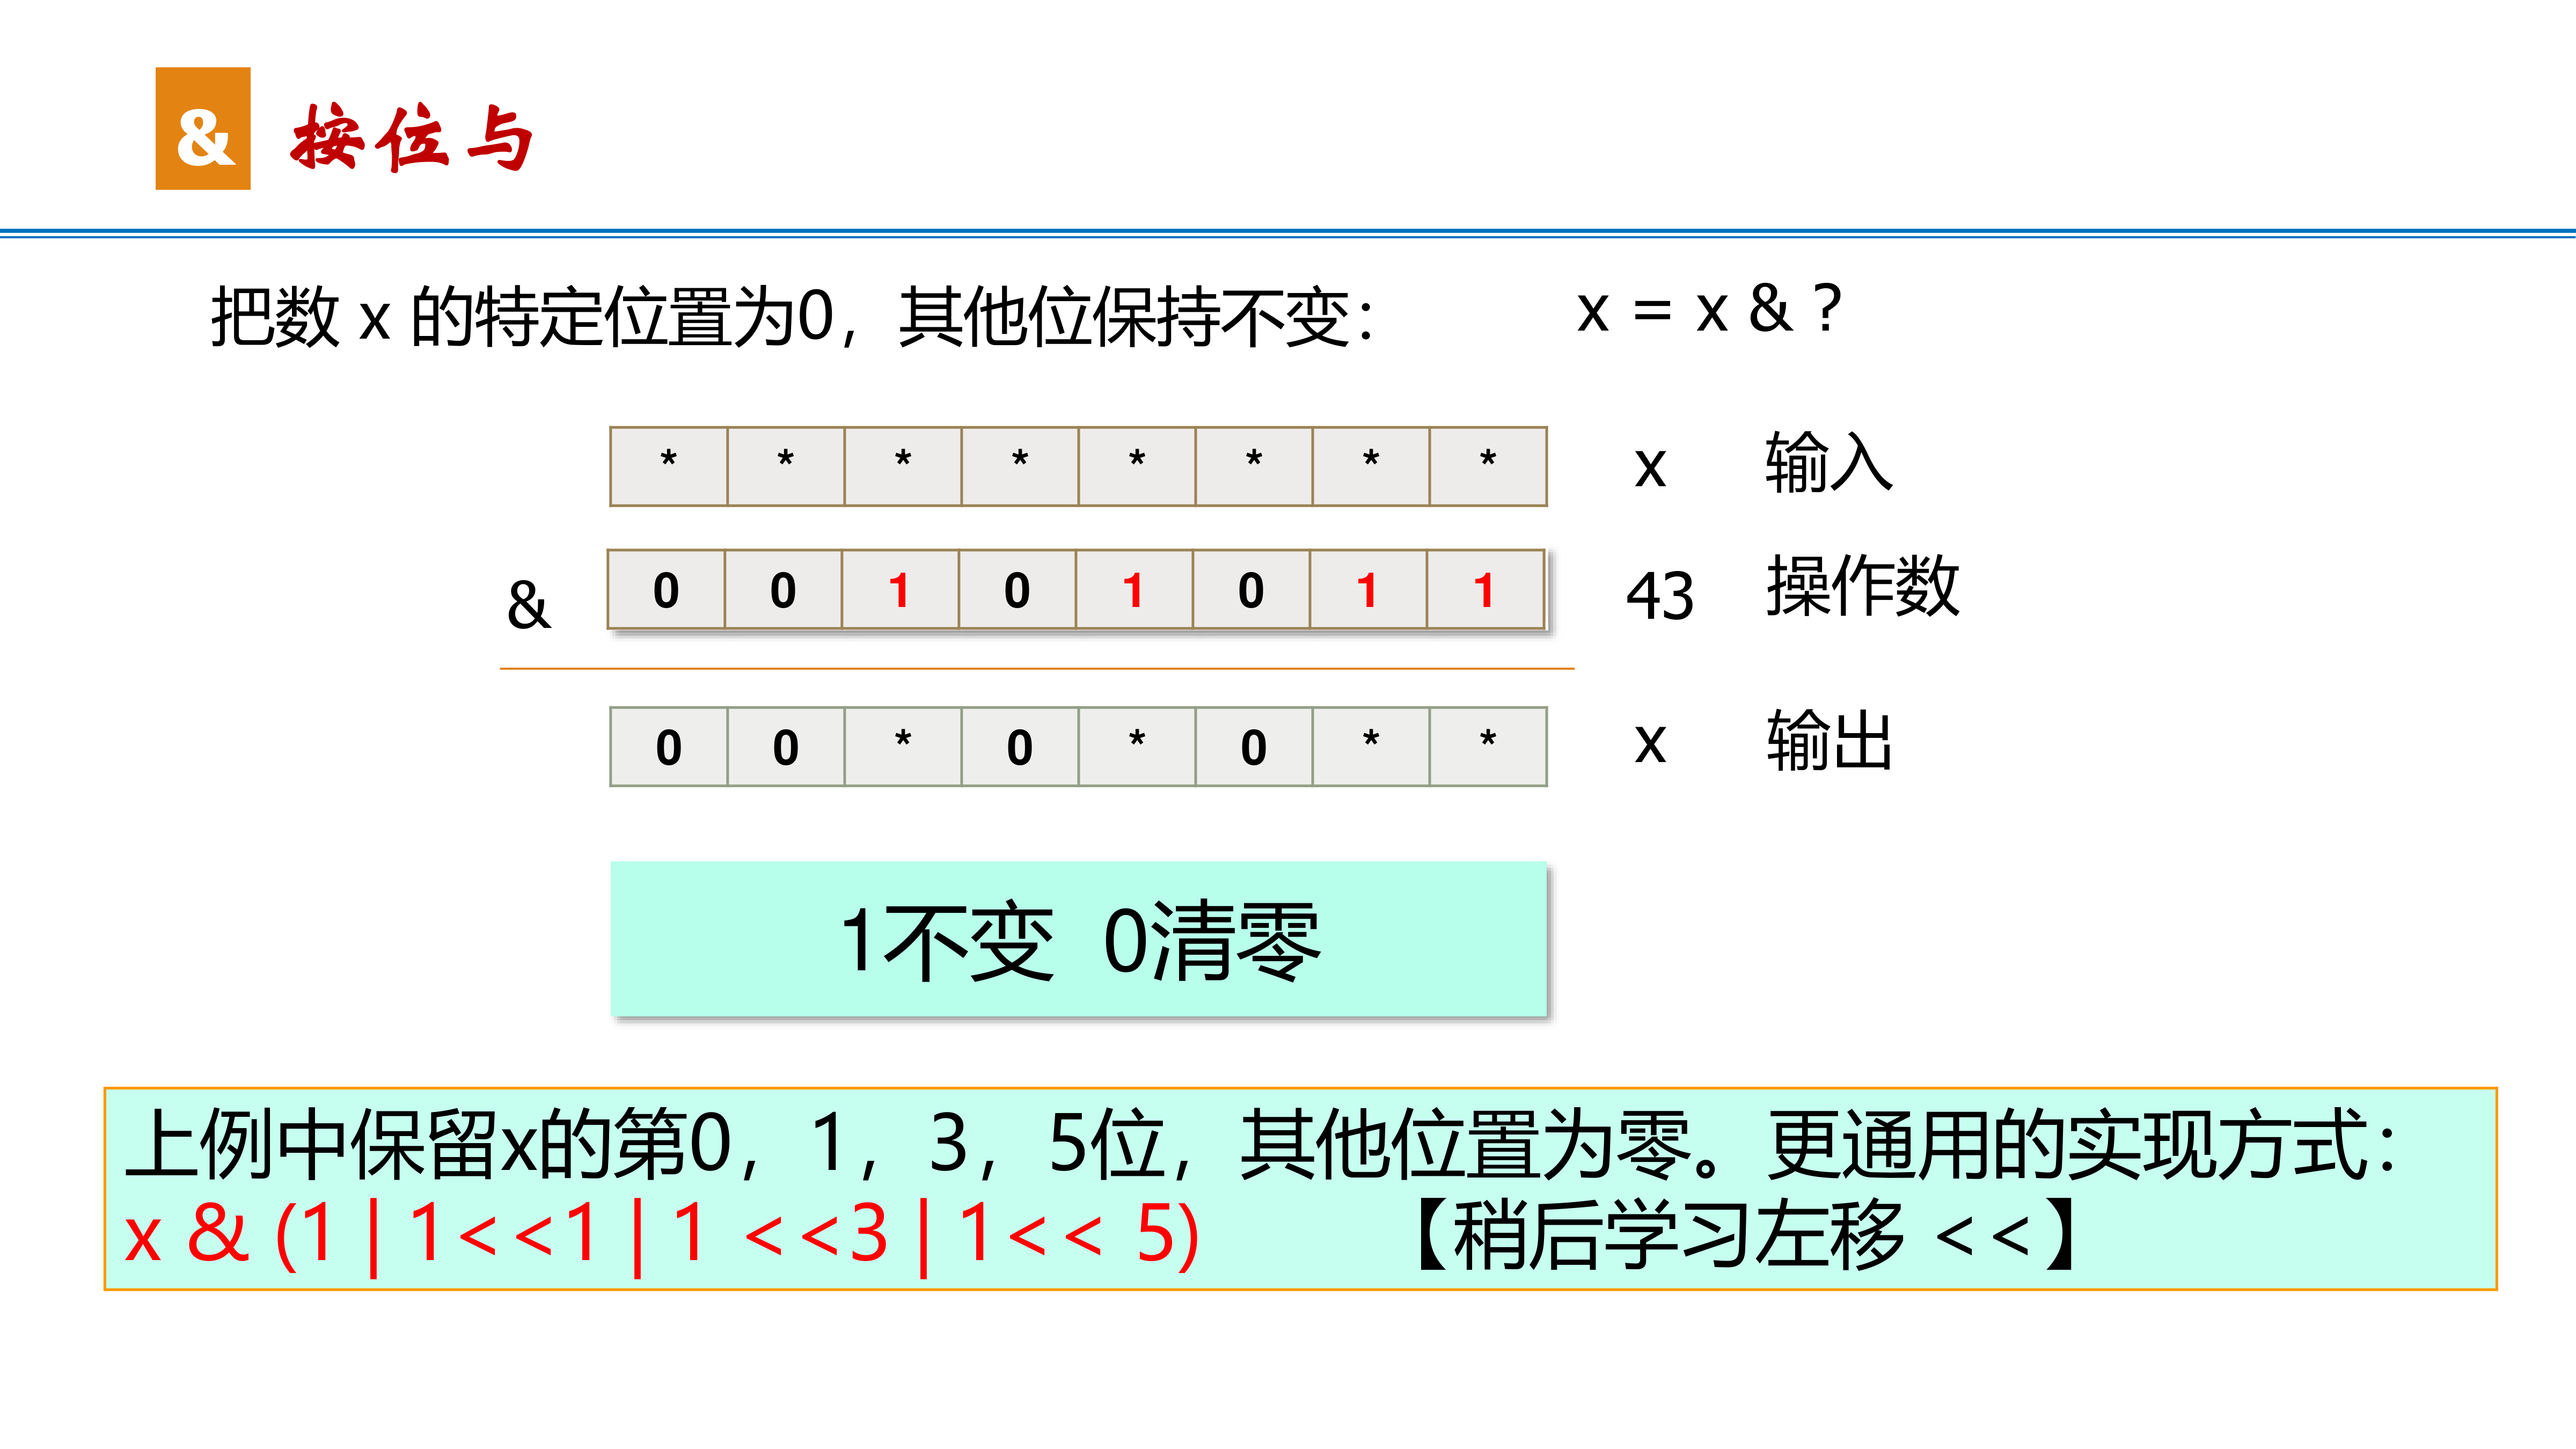 & 按位与
把数 x 的特定位置为0，其他位保持不变： x = x & ?
* * * * * * * * x 输入
& 0 0 1 0 1 0 1 1 43 操作数
0 0 * 0 * 0 * * x 输出
1不变 0清零
上例中保留x的第0，1，3，5位，其他位置为零。更通用的实现方式：
x & (1 | 1<<1 | 1 <<3 | 1<< 5) 【稍后学习左移 <<】